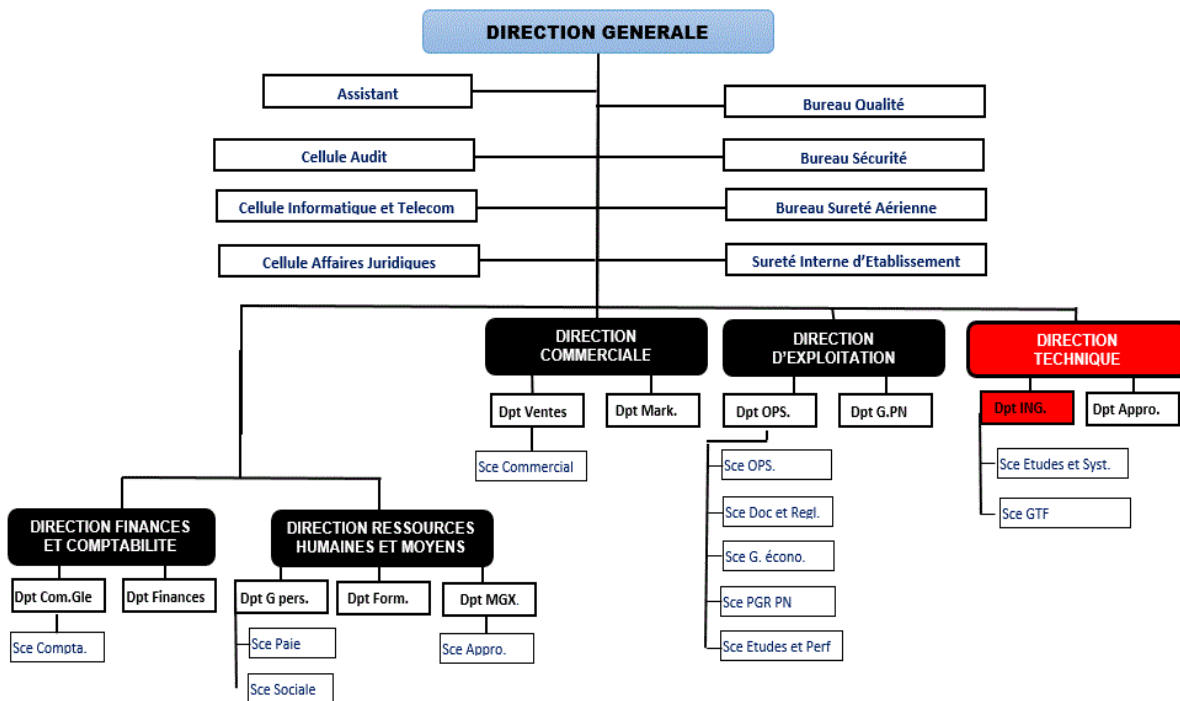 DIRECTION GENERALE
Assistant
Bureau Qualité
Cellule Audit
Bureau Sécurité
Cellule Informatique et Telecom
Bureau Sureté Aérienne
Cellule Affaires Juridiques
Sureté Interne d'Etablissement
DIRECTION
COMMERCIALE
DIRECTION
D'EXPLOITATION
DIRECTION
TECHNIQUE
Dpt Ventes
Dpt Mark.
Dpt OPS.
Dpt G.PN
Dpt ING.
Dpt Appro.
Sce Commercial
Sce OPS.
Sce Doc et Regl.
Sce G. écono.
Sce PGR PN
Sce Etudes et Perf
Sce Etudes et Syst.
Sce GTF
DIRECTION FINANCES
ET COMPTABILITE
DIRECTION RESSOURCES
HUMAINES ET MOYENS
Dpt Com.Gle
Dpt Finances
Dpt G pers.
Dpt Form.
Dpt MGX.
Sce Compta.
Sce Paie
Sce Sociale
Sce Appro.